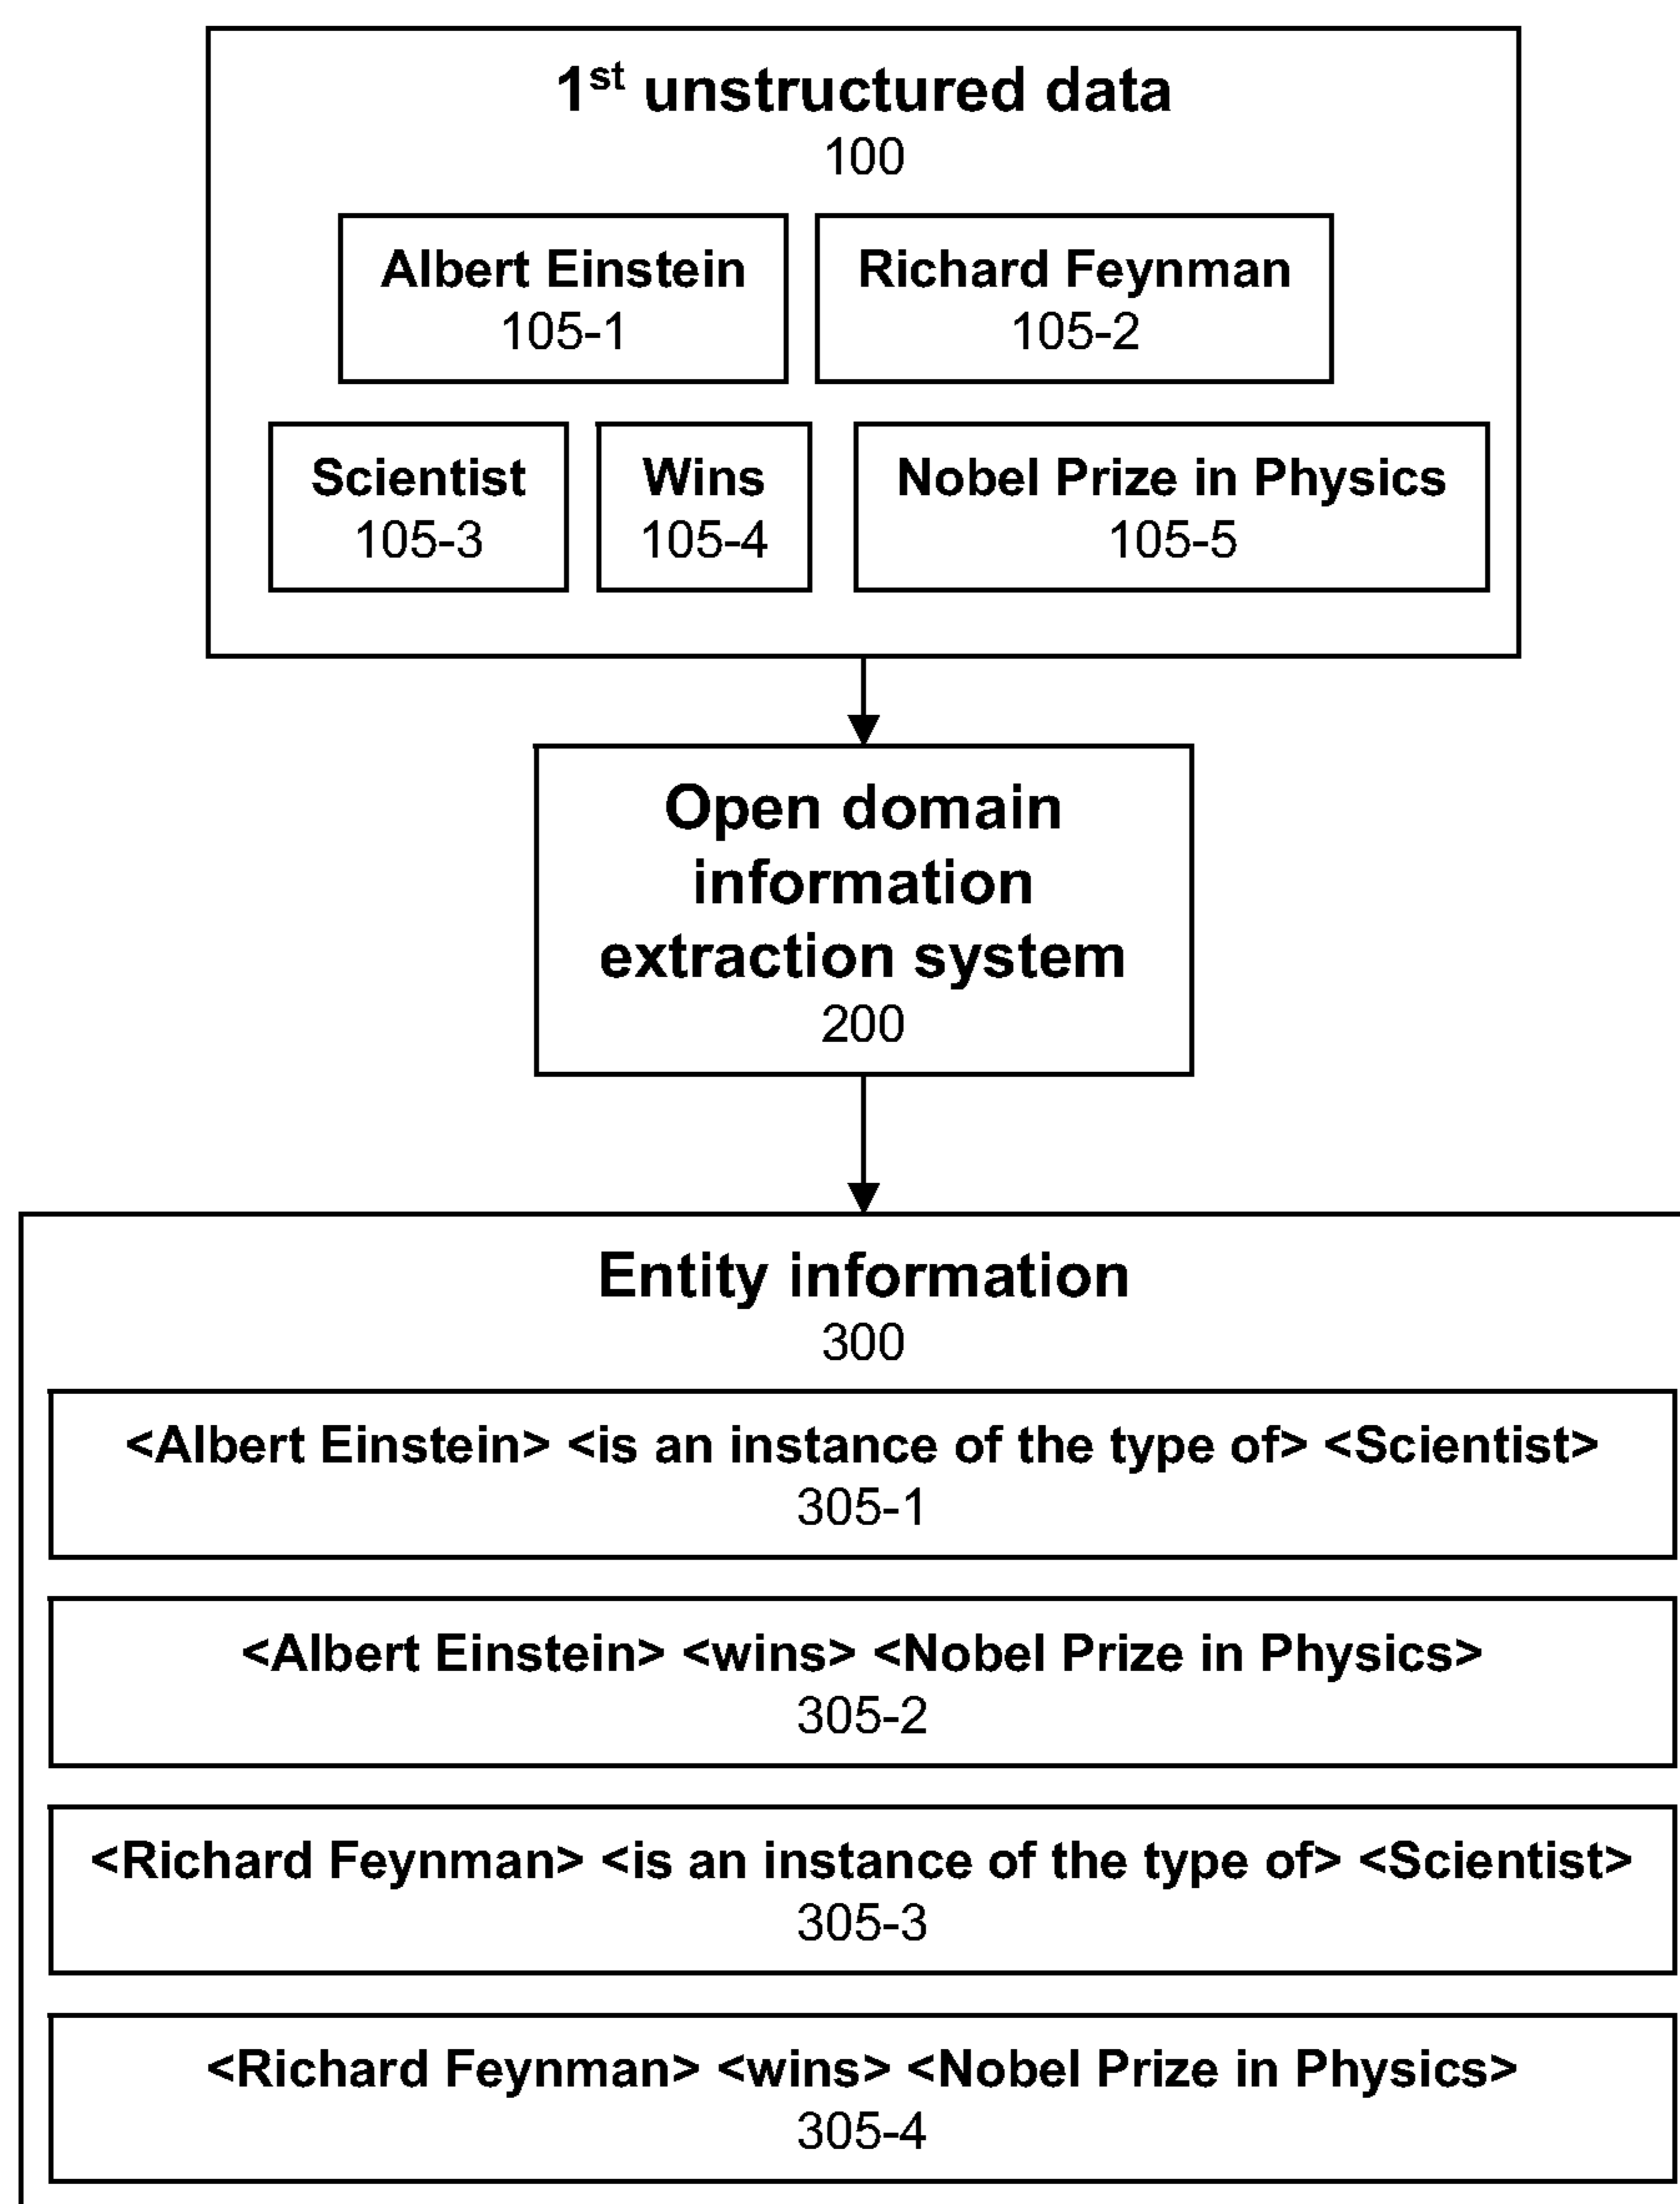 1st unstructured data
100
Albert Einstein Richard Feynman
105-1 105-2
Scientist Wins Nobel Prize in Physics
105-3 105-4 105-5
Open domain
information
extraction system
200
Entity information
300
<Albert Einstein> <is an instance of the type of> <Scientist>
305-1
<Albert Einstein> <wins> <Nobel Prize in Physics>
305-2
<Richard Feynman> <is an instance of the type of> <Scientist>
305-3
<Richard Feynman> <wins> <Nobel Prize in Physics>
305-4